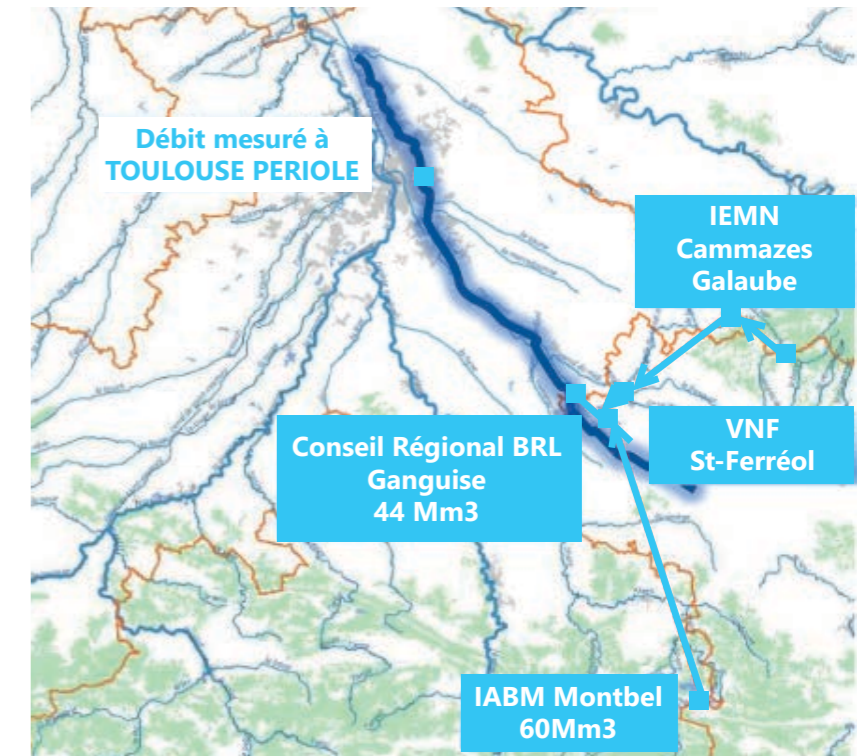 Débit mesuré à
TOULOUSE PERIOLE
IEMN
Cammazes
Galaube
VNF
St-Ferréol
Conseil Régional BRL
Ganguise
44 Mm3
IABM Montbel
60Mm3